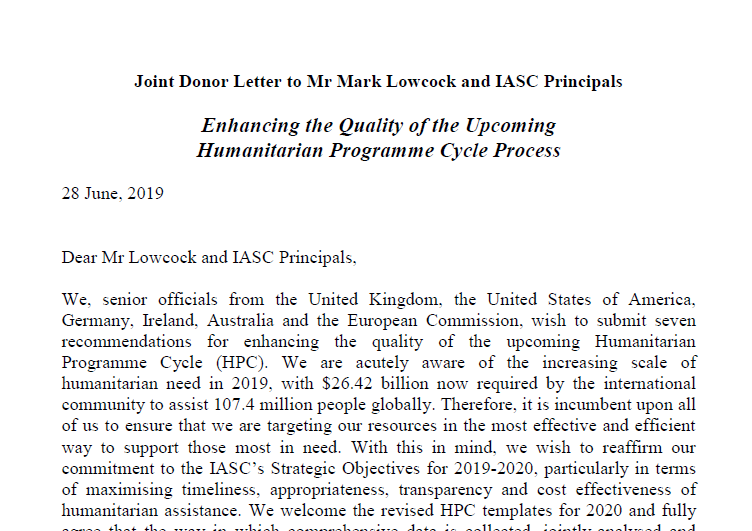 Joint Donor Letter to Mr Mark Lowcock and IASC Principals
Enhancing the Quality of the Upcoming
Humanitarian Programme Cycle Process
28 June, 2019
Dear Mr Lowcock and IASC Principals,
We, senior officials from the United Kingdom, the United States of America,
Germany, Ireland, Australia and the European Commission, wish to submit seven
recommendations for enhancing the quality of the upcoming Humanitarian
Programme Cycle (HPC). We are acutely aware of the increasing scale of
humanitarian need in 2019, with $26.42 billion now required by the international
community to assist 107.4 million people globally. Therefore, it is incumbent upon all
of us to ensure that we are targeting our resources in the most effective and efficient
way to support those most in need. With this in mind, we wish to reaffirm our
commitment to the IASC's Strategic Objectives for 2019-2020, particularly in terms
of maximising timeliness, appropriateness, transparency and cost effectiveness of
humanitarian assistance. We welcome the revised HPC templates for 2020 and fully
agree that the way in which comprehensive data is collected, jointly analysed and